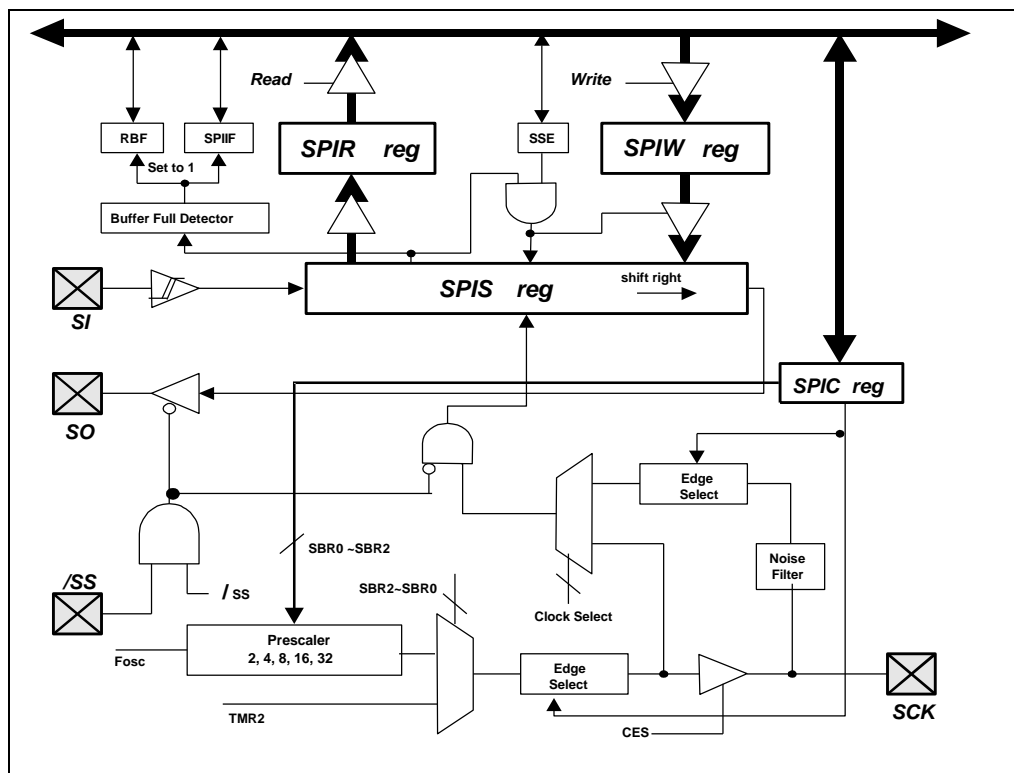 Read
Write
RBF
SPIIF
SPIR reg
SSE
SPIW reg
Set to 1
Buffer Full Detector
SI
SPIS reg
shift right
SO
SPIC reg
Edge
Select
SBR0 ~SBR2
Noise
Filter
/SS
/ SS
SBR2~SBR0
Clock Select
Prescaler
2, 4, 8, 16, 32
Fosc
Edge
Select
TMR2
CES
SCK